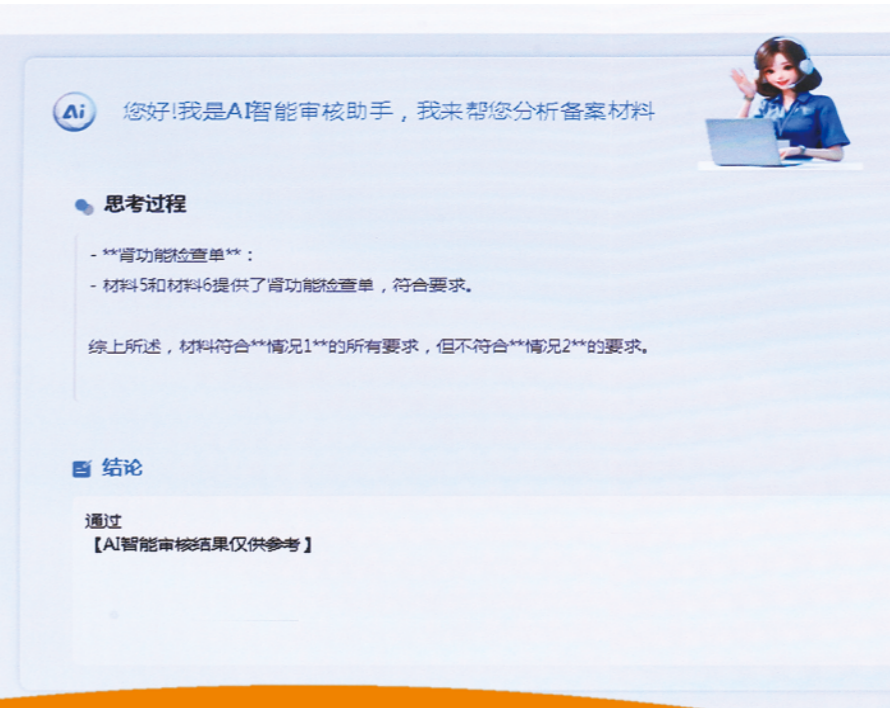 Ai
您好!我是AI智能审核助手，我来帮您分析备案材料
思考过程
- **肾功能检查单**：
- 材料5和材料6提供了肾功能检查单，符合要求。
综上所述，材料符合**情况1**的所有要求，但不符合**情况2**的要求。
结论
通过
【AI智能审核结果仅供参考】